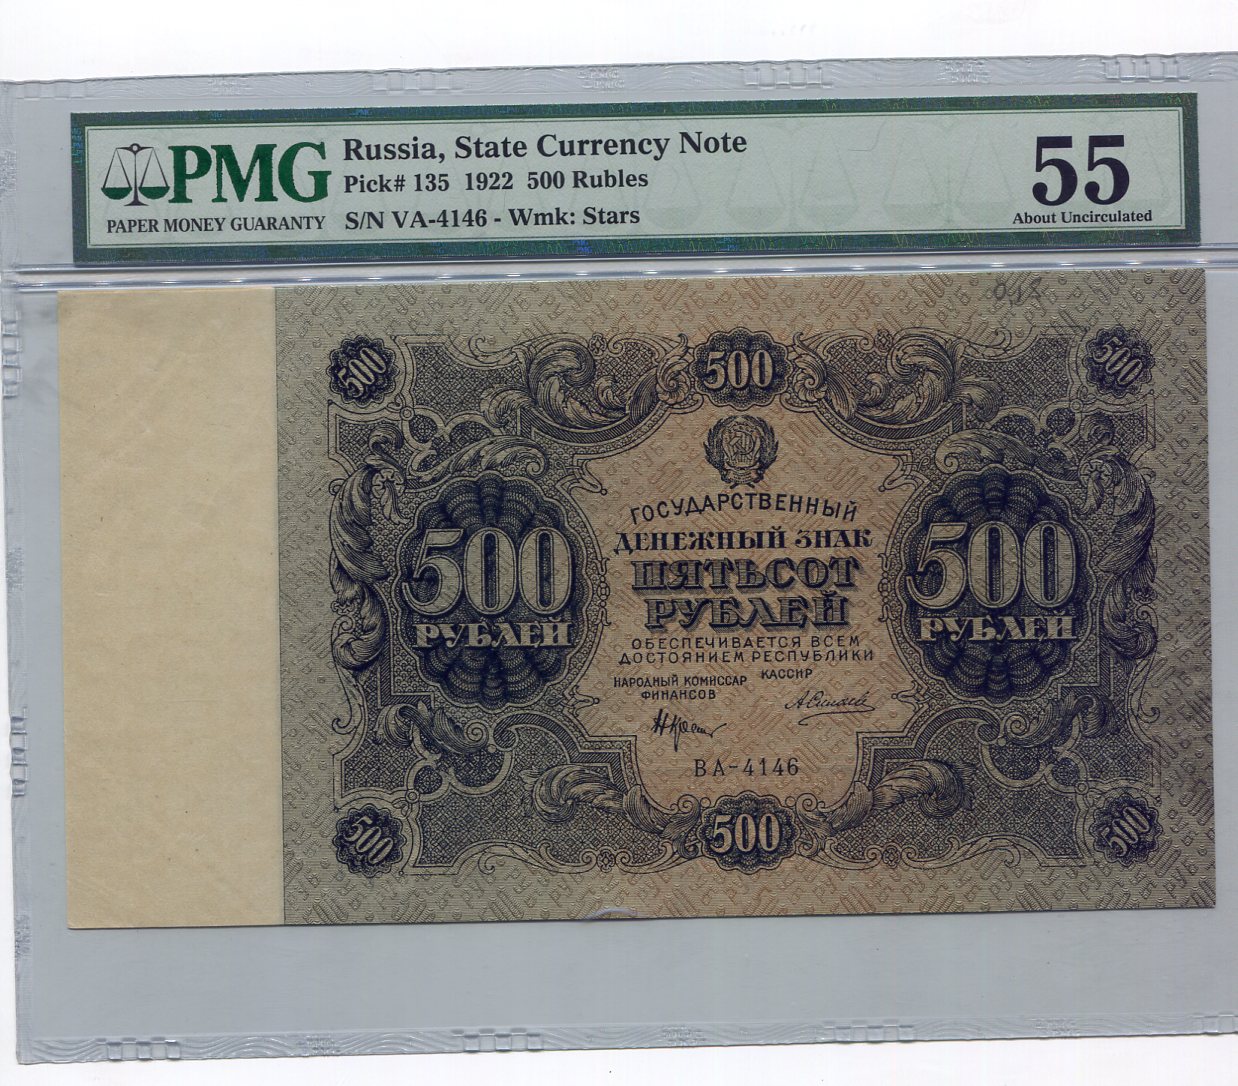 PMG
PAPER MONEY GUARANTY
Russia, State Currency Note
Pick# 135 1922 500 Rubles
S/N VA-4146 - Wmk: Stars
55
About Uncirculated
500
500
500
ГОСУДАРСТВЕННЫЙ
ДЕНЕЖНЫЙ ЗНАК
ПЯТЬСОТ
РУБЛЕЙ
500
РУБЛЕЙ
500
РУБЛЕЙ
ОБЕСПЕЧИВАЕТСЯ ВСЕМ
ДОСТОЯНИЕМ РЕСПУБЛИКИ
НАРОДНЫЙ КОМИССАР КАССИР
ФИНАНСОВ
ВА-4146
500
500
500